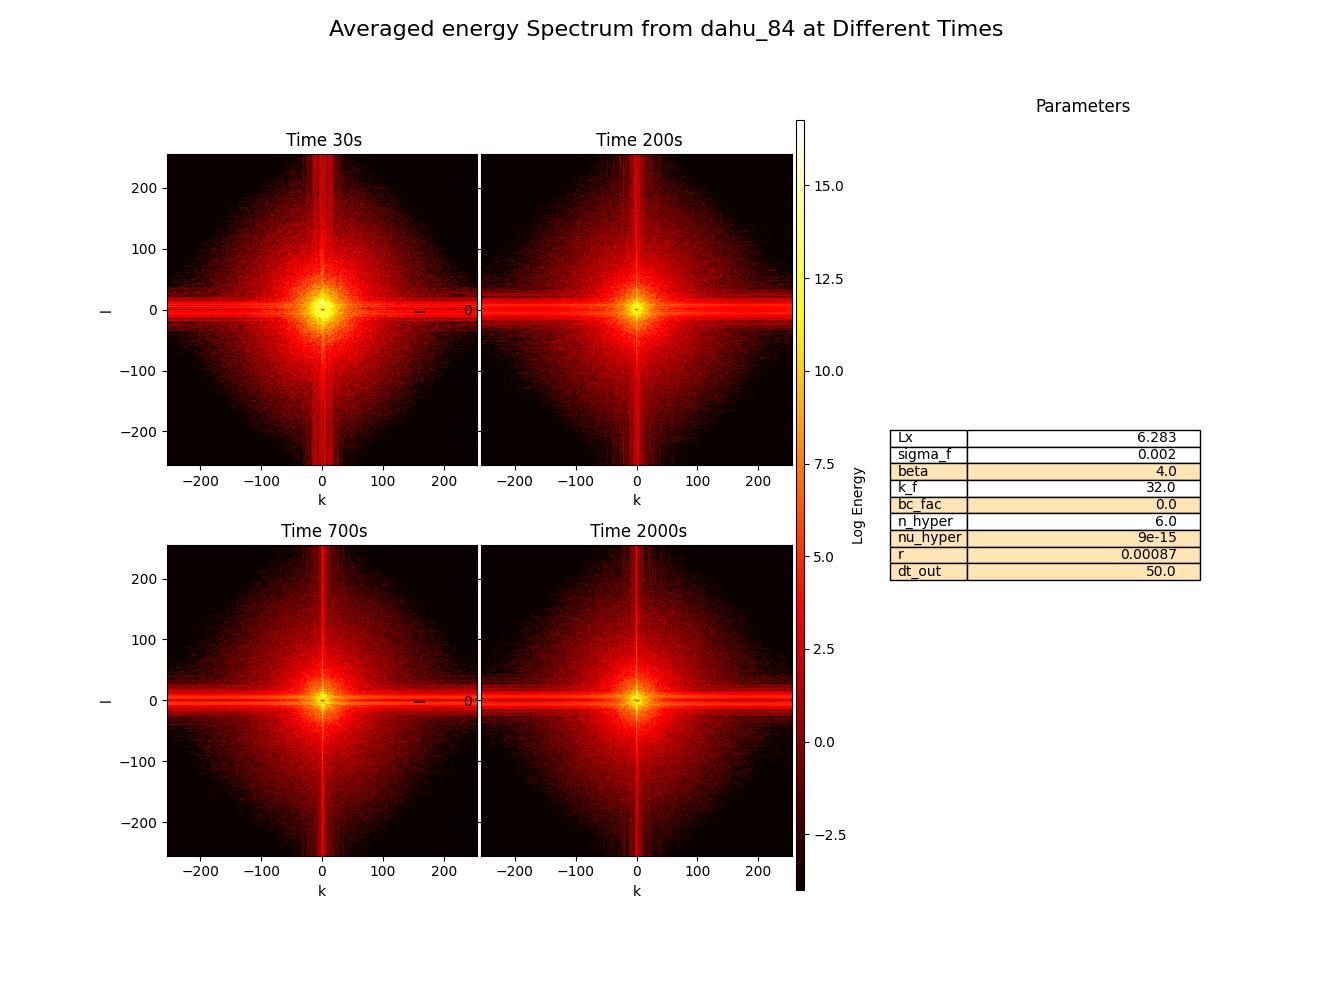 Averaged energy Spectrum from dahu_84 at Different Times
Parameters
Time 30s
Time 200s
200
100
0
−100
−200
l
−200 −100 0 100 200
k
0
l
−200 −100 0 100 200
k
Time 700s
Time 2000s
200
100
0
−100
−200
l
−200 −100 0 100 200
k
0
l
−200 −100 0 100 200
k
15.0
12.5
10.0
7.5
5.0
2.5
0.0
−2.5
Log Energy
Lx 6.283
sigma_f 0.002
beta 4.0
k_f 32.0
bc_fac 0.0
n_hyper 6.0
nu_hyper 9e-15
r 0.00087
dt_out 50.0